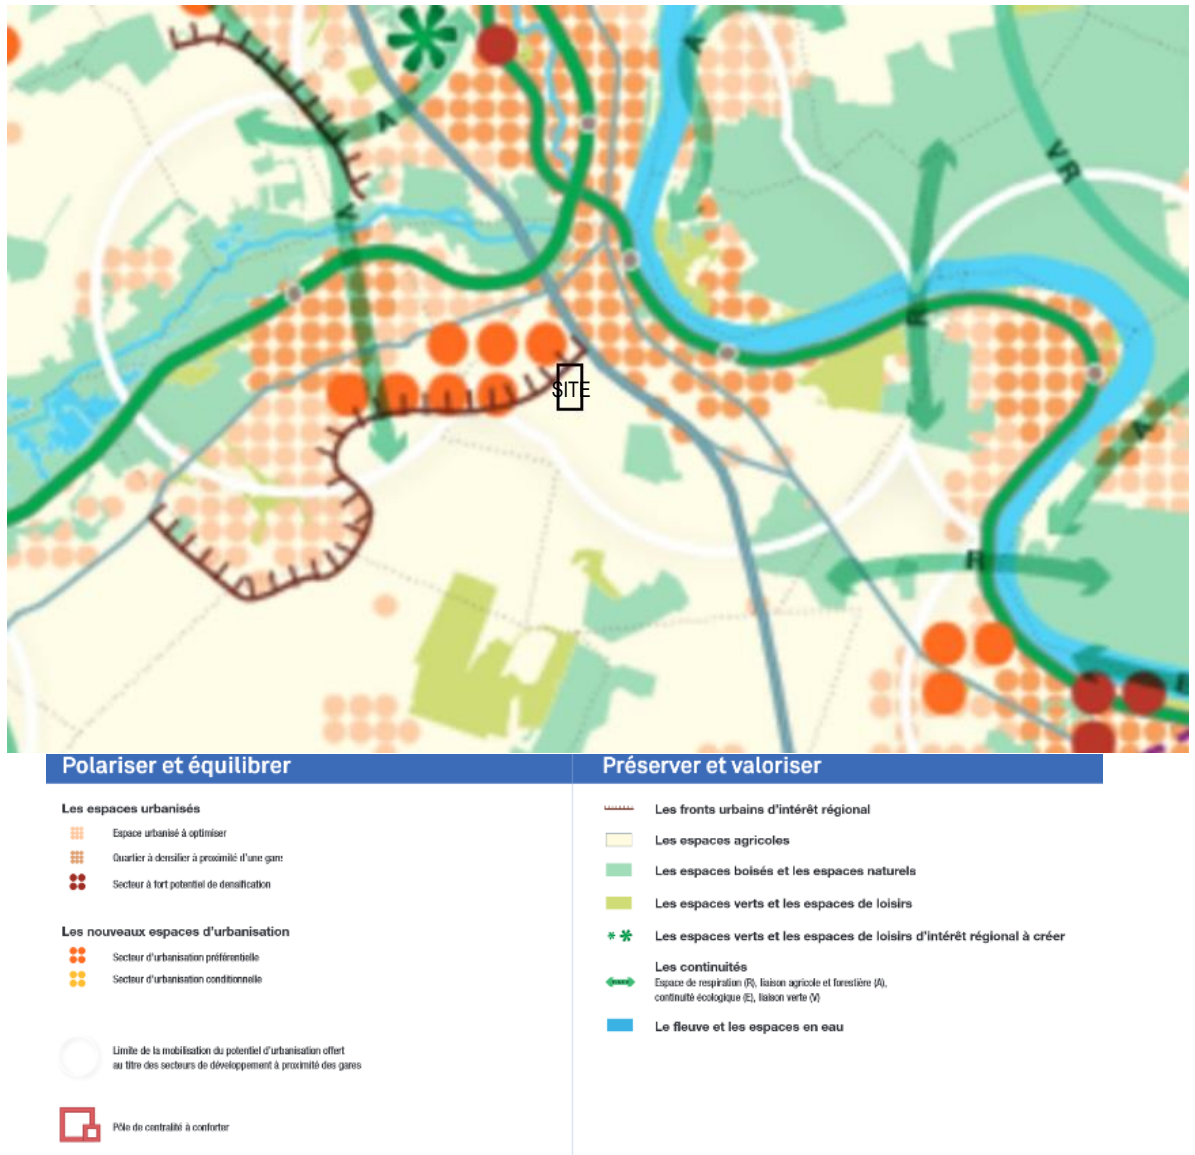 A
A
VR
V
R
SITE
A
R
E
Polariser et équilibrer
Les espaces urbanisés
Espace urbanisé à optimiser
Quartier à densifier à proximité d'une gare
Secteur à fort potentiel de densification
Les nouveaux espaces d'urbanisation
Secteur d'urbanisation préférentielle
Secteur d'urbanisation conditionnelle
Limite de la mobilisation du potentiel d'urbanisation offert
au titre des secteurs de développement à proximité des gares
Pôle de centralité à conforter
Préserver et valoriser
Les fronts urbains d'intérêt régional
Les espaces agricoles
Les espaces boisés et les espaces naturels
Les espaces verts et les espaces de loisirs
Les espaces verts et les espaces de loisirs d'intérêt régional à créer
Les continuités
Espace de respiration (R), liaison agricole et forestière (A),
continuité écologique (E), liaison verte (V)
Le fleuve et les espaces en eau